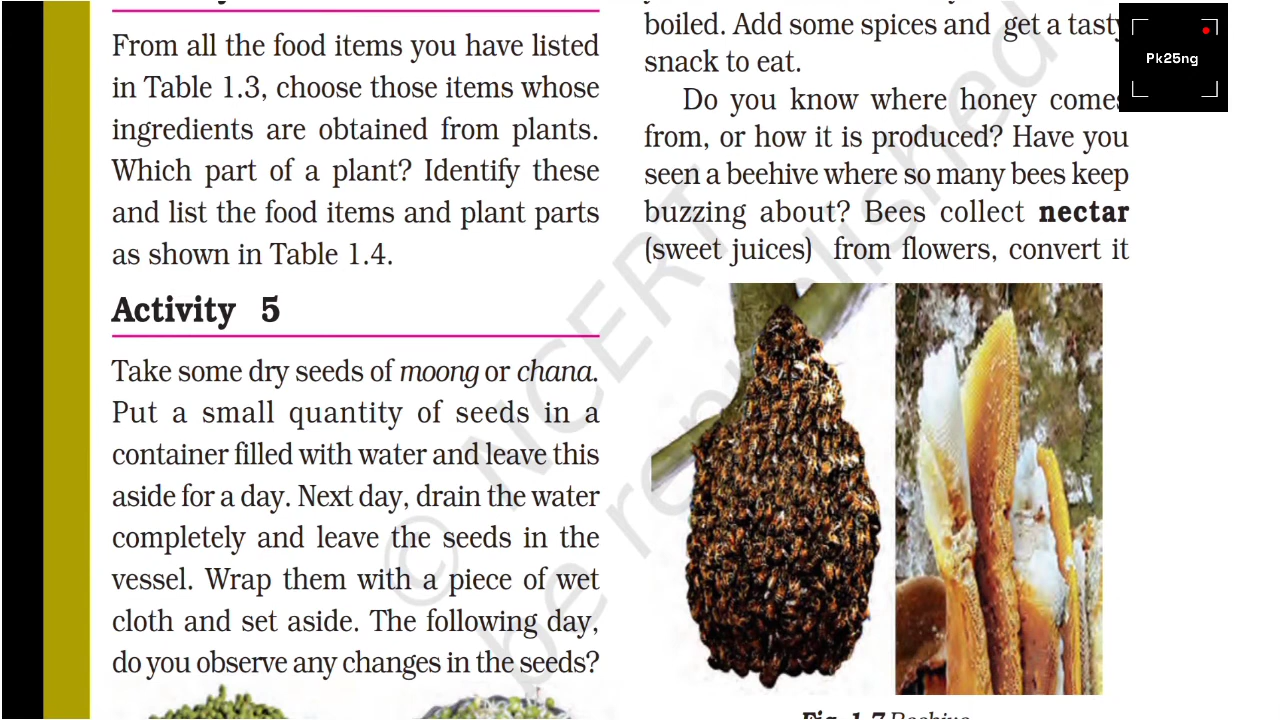 From all the food items you have listed
in Table 1.3, choose those items whose
ingredients are obtained from plants.
Which part of a plant? Identify these
and list the food items and plant parts
as shown in Table 1.4.
Activity 5
Take some dry seeds of moong or chana.
Put a small quantity of seeds in a
container filled with water and leave this
aside for a day. Next day, drain the water
completely and leave the seeds in the
vessel. Wrap them with a piece of wet
cloth and set aside. The following day,
do you observe any changes in the seeds?
boiled. Add some spices and get a tasty
snack to eat.
Do you know where honey comes
from, or how it is produced? Have you
seen a beehive where so many bees keep
buzzing about? Bees collect nectar
(sweet juices) from flowers, convert it
Fig. 1.7 Beehive
Pk25ng
© NCERT
be republished